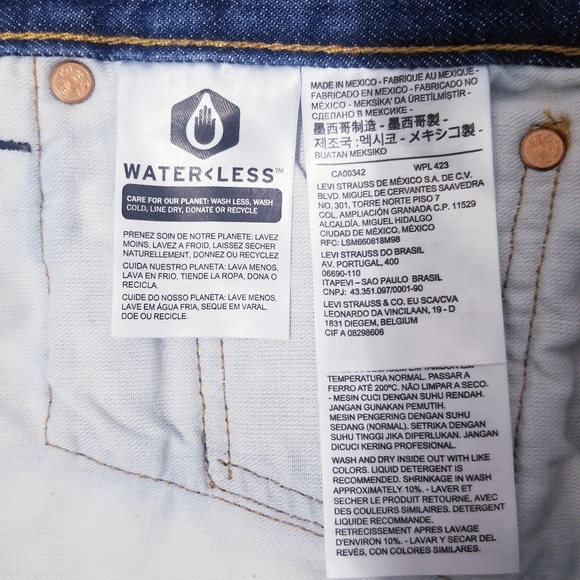 WATER<LESS™
CARE FOR OUR PLANET: WASH LESS, WASH
COLD, LINE DRY, DONATE OR RECYCLE
PRENEZ SOIN DE NOTRE PLANETE: LAVEZ
MOINS, LAVEZ A FROID, LAISSEZ SECHER
NATURELLEMENT, DONNEZ OU RECYCLEZ
CUIDA NUESTRO PLANETA: LAVA MENOS,
LAVA EN FRIO, TIENDE LA ROPA, DONA O
RECICLA.
CUIDE DO NOSSO PLANETA: LAVE MENOS,
LAVE EM ÁGUA FRIA, SEQUE EM VARAL,
DOE OU RECICLE.
MADE IN MEXICO - FABRIQUÉ AU MEXIQUE -
FABRICADO EN MEXICO - FABRICADO NO
MÉXICO - MEKSİKA'DA ÜRETİLMİŞTİR -
СДЕЛАНО В МЕКСИКЕ -
墨西哥制造 - 墨西哥製 -
제조국 :멕시코 - メキシコ製 -
BUATAN MEKSIKO
CA00342 WPL 423
LEVI STRAUSS DE MÉXICO S.A. DE C.V.
BLVD. MIGUEL DE CERVANTES SAAVEDRA
NO. 301, TORRE NORTE PISO 7
COL. AMPLIACIÓN GRANADA C.P. 11529
ALCALDÍA. MIGUEL HIDALGO
CIUDAD DE MÉXICO, MÉXICO
RFC: LSM660818M98
LEVI STRAUSS DO BRASIL
AV. PORTUGAL, 400
06690-110
ITAPEVI – SAO PAULO BRASIL
CNPJ: 43.351.097/0001-90
LEVI STRAUSS & CO. EU SCA/CVA
LEONARDO DA VINCILAAN, 19 - D
1831 DIEGEM, BELGIUM
CIF A 08298606
TEMPERATURA NORMAL. PASSAR A
FERRO ATÉ 200ºC. NÃO LIMPAR A SECO.
- MESIN CUCI DENGAN SUHU RENDAH.
JANGAN GUNAKAN PEMUTIH.
MESIN PENGERING DENGAN SUHU
SEDANG (NORMAL). SETRIKA DENGAN
SUHU TINGGI JIKA DIPERLUKAN. JANGAN
DICUCI KERING PROFESIONAL.
WASH AND DRY INSIDE OUT WITH LIKE
COLORS. LIQUID DETERGENT IS
RECOMMENDED. SHRINKAGE IN WASH
APPROXIMATELY 10%. - LAVER ET
SECHER LE PRODUIT RETOURNE, AVEC
DES COULEURS SIMILAIRES. DETERGENT
LIQUIDE RECOMMANDE.
RETRECISSEMENT APRES LAVAGE
D'ENVIRON 10%. - LAVAR Y SECAR DEL
REVÉS, CON COLORES SIMILARES.